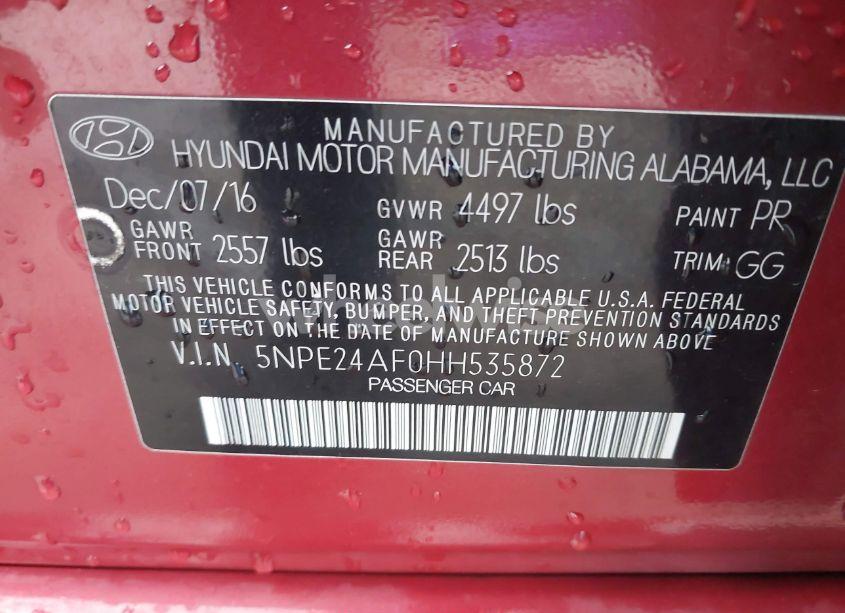 MANUFACTURED BY
HYUNDAI MOTOR MANUFACTURING ALABAMA, LLC
Dec/07/16 GVWR 4497 lbs PAINT PR
GAWR FRONT 2557 lbs GAWR REAR 2513 lbs TRIM: GG
THIS VEHICLE CONFORMS TO ALL APPLICABLE U.S.A. FEDERAL
MOTOR VEHICLE SAFETY, BUMPER, AND THEFT PREVENTION STANDARDS
IN EFFECT ON THE DATE OF MANUFACTURE SHOWN ABOVE
V.I.N. 5NPE24AF0HH535872
PASSENGER CAR